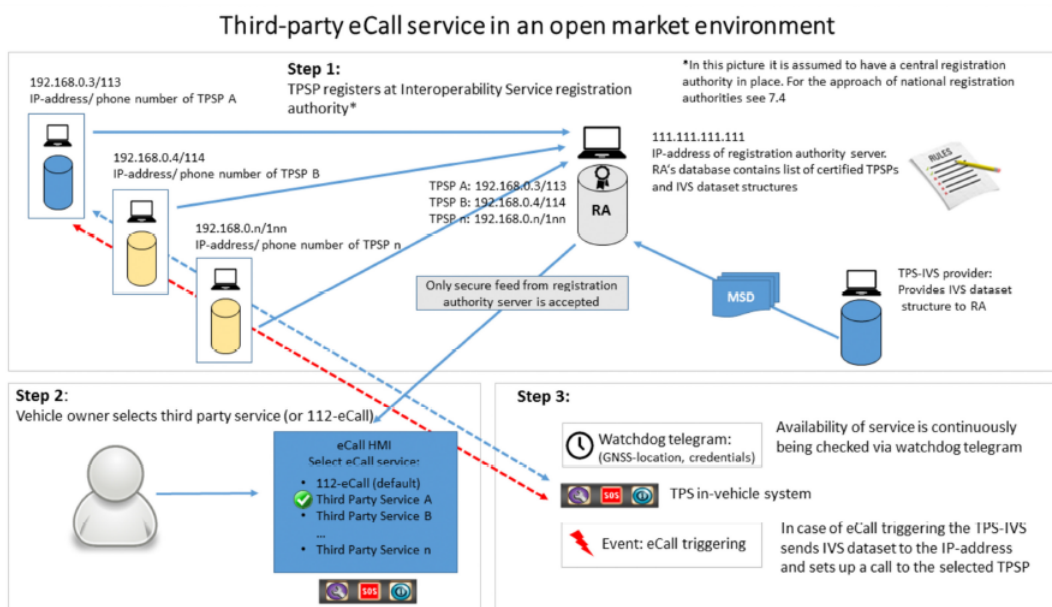 Third-party eCall service in an open market environment
192.168.0.3/113
IP-address/ phone number of TPSP A
192.168.0.4/114
IP-address/ phone number of TPSP B
192.168.0.n/1nn
IP-address/ phone number of TPSP n
Step 1:
TPSP registers at Interoperability Service registration
authority*
*In this picture it is assumed to have a central registration
authority in place. For the approach of national registration
authorities see 7.4
TPSP A: 192.168.0.3/113
TPSP B: 192.168.0.4/114
TPSP n: 192.168.0.n/1nn
RA
111.111.111.111
IP-address of registration authority server.
RA's database contains list of certified TPSPs
and IVS dataset structures
RULES
Only secure feed from registration
authority server is accepted
MSD
TPS-IVS provider:
Provides IVS dataset
structure to RA
Step 2:
Vehicle owner selects third party service (or 112-eCall)
eCall HMI
Select eCall service:
• 112-eCall (default)
Third Party Service A
• Third Party Service B
...
• Third Party Service n
SOS
Step 3:
Watchdog telegram:
(GNSS-location, credentials)
Availability of service is continuously
being checked via watchdog telegram
SOS
TPS in-vehicle system
Event: eCall triggering
In case of eCall triggering the TPS-IVS
sends IVS dataset to the IP-address
and sets up a call to the selected TPSP